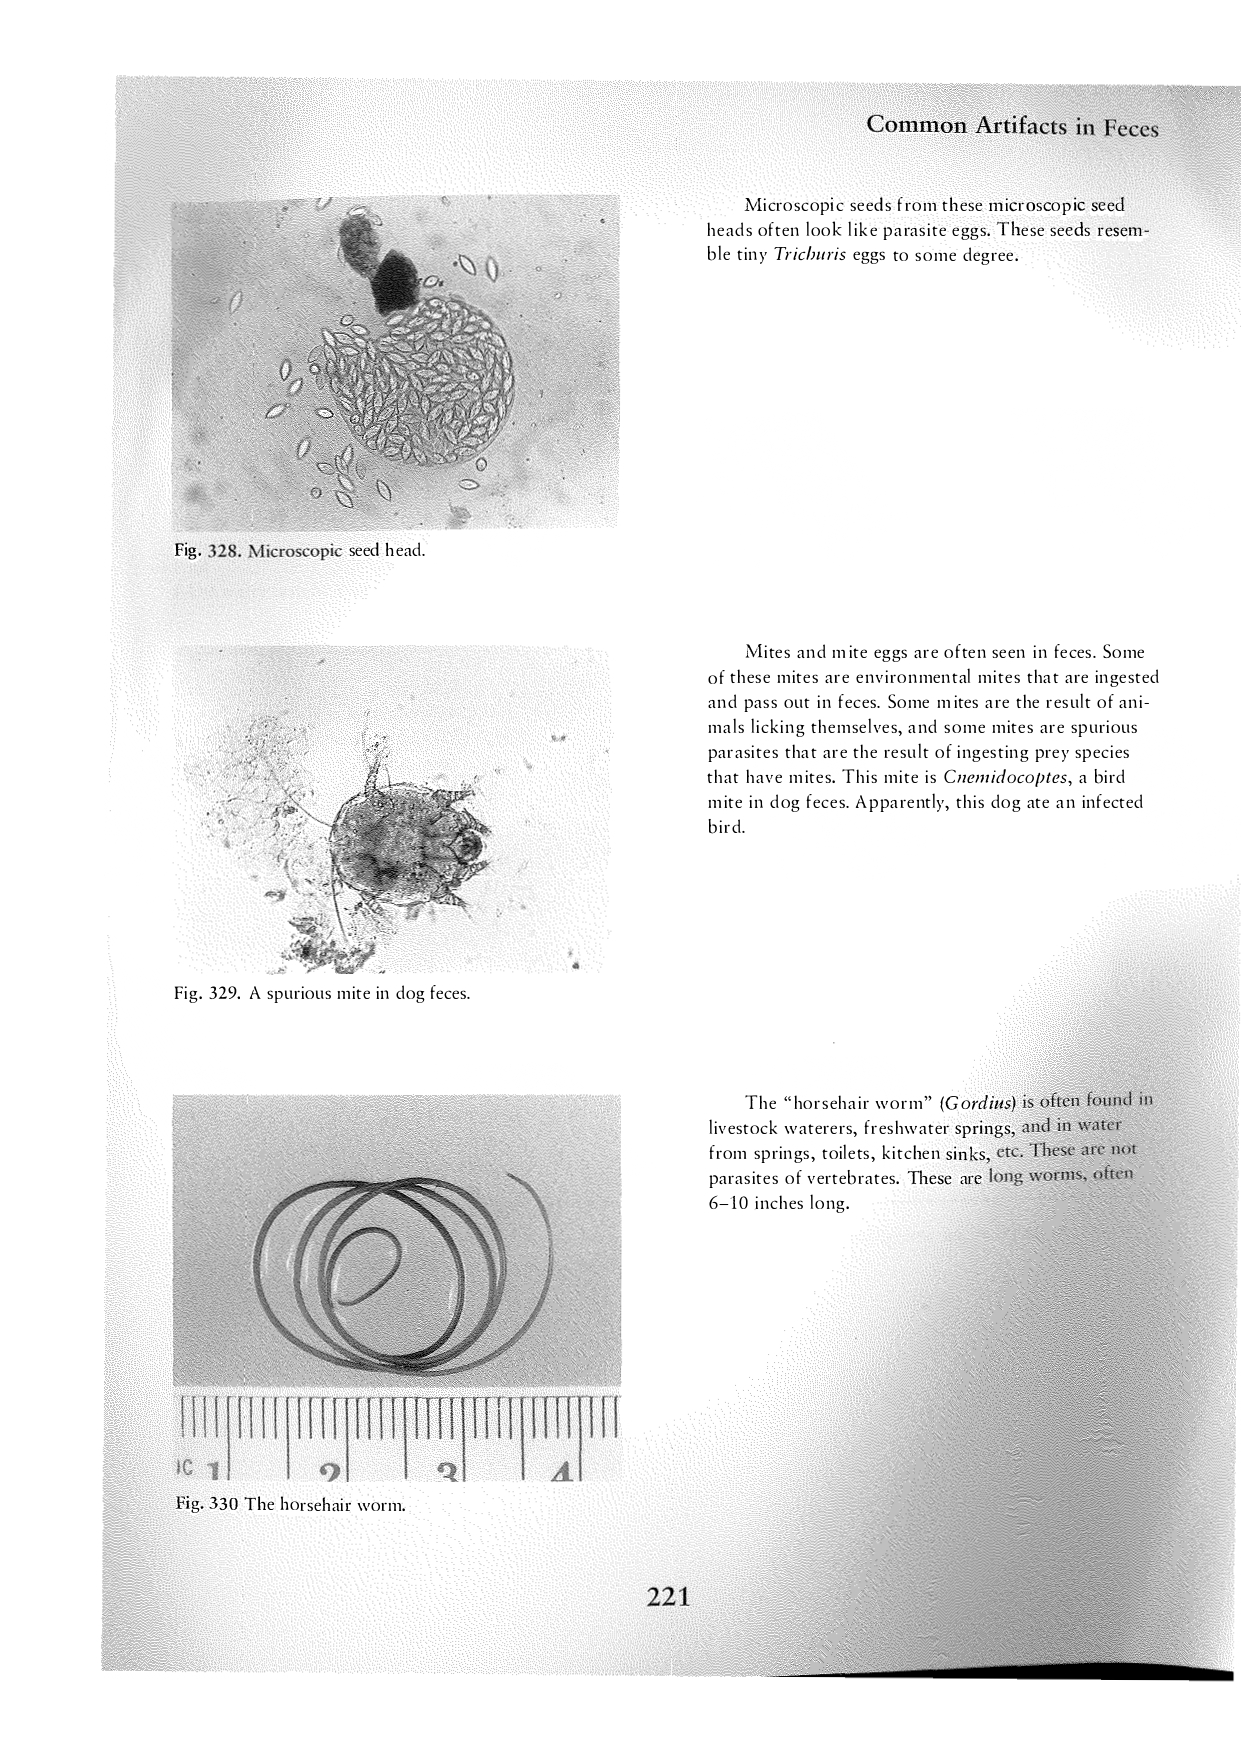 Common Artifacts in Feces
Microscopic seeds from these microscopic seed
heads often look like parasite eggs. These seeds resem-
ble tiny Trichuris eggs to some degree.
Fig. 328. Microscopic seed head.
Mites and mite eggs are often seen in feces. Some
of these mites are environmental mites that are ingested
and pass out in feces. Some mites are the result of ani-
mals licking themselves, and some mites are spurious
parasites that are the result of ingesting prey species
that have mites. This mite is Cnemidocoptes, a bird
mite in dog feces. Apparently, this dog ate an infected
bird.
Fig. 329. A spurious mite in dog feces.
The “horsehair worm” (Gordius) is often found in
livestock waterers, freshwater springs, and in water
from springs, toilets, kitchen sinks, etc. These are not
parasites of vertebrates. These are long worms, often
6–10 inches long.
IC 1 2 3 4
Fig. 330 The horsehair worm.
221